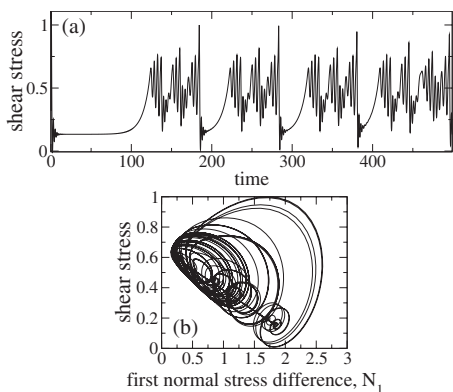 (a)
shear stress
1
0.5
0
0 100 200 300 400
time
shear stress
1
0.8
0.6
0.4
0.2
0
(b)
0 0.5 1 1.5 2 2.5 3
first normal stress difference, N1